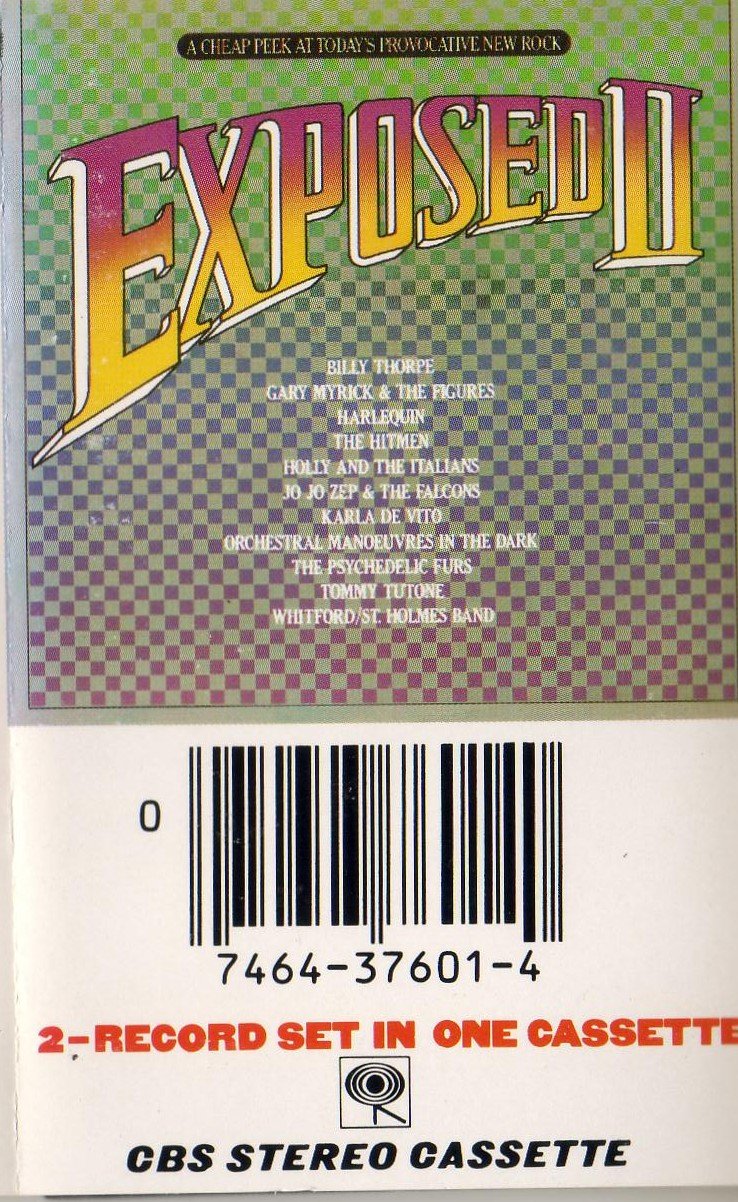 A CHEAP PEEK AT TODAY'S PROVOCATIVE NEW ROCK
EXPOSED II
BILLY THORPE
GARY MYRICK & THE FIGURES
HARLEQUIN
THE HITMEN
HOLLY AND THE ITALIANS
JO JO ZEP & THE FALCONS
KARLA DE VITO
ORCHESTRAL MANOEUVRES IN THE DARK
THE PSYCHEDELIC FURS
TOMMY TUTONE
WHITFORD/ST. HOLMES BAND
0
7464-37601-4
2-RECORD SET IN ONE CASSETTE
CBS STEREO CASSETTE